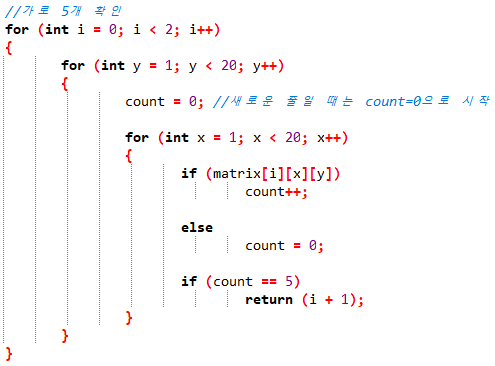 //가로 5개 확인
for (int i = 0; i < 2; i++)
{
for (int y = 1; y < 20; y++)
{
count = 0; //새로운 줄일 때는 count=0으로 시작
for (int x = 1; x < 20; x++)
{
if (matrix[i][x][y])
count++;
else
count = 0;
if (count == 5)
return (i + 1);
}
}
}